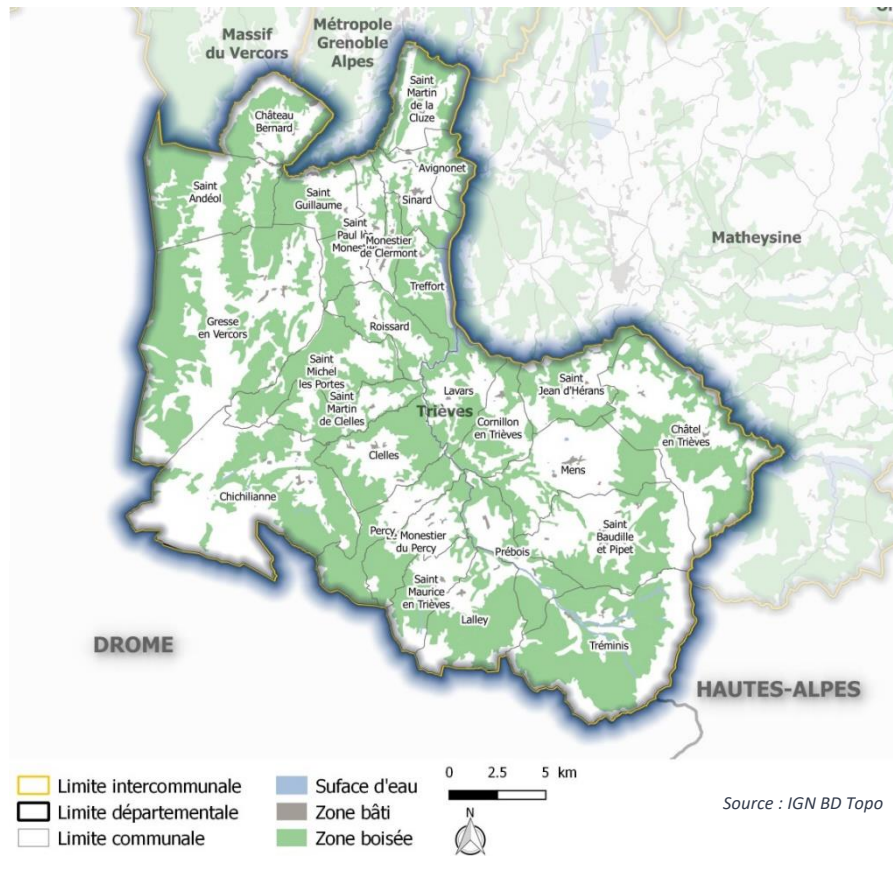 Massif
du Vercors
Métropole
Grenoble
Alpes
Saint
Martin
de la
Cluze
Château
Bernard
Avignonet
Saint
Andéol
Saint
Guillaume
Sinard
Saint
Paul lè
Monestier
de Clermont
Matheysine
Treffort
Gresse
en Vercors
Roissard
Saint
Michel
les Portes
Saint
Martin
de Clelles
Lavars
Saint
Jean d'Hérans
Trièves
Cornillon
en Trièves
Châtel
en Trièves
Clelles
Mens
Chichilianne
Percy
Monestier
du Percy
Saint
Baudille
et Pipet
Prébois
Saint
Maurice
en Trièves
Lalley
Tréminis
DROME
HAUTES-ALPES
Limite intercommunale
Limite départementale
Limite communale
Suface d'eau
Zone bâti
Zone boisée
0 2.5 5 km
N
Source : IGN BD Topo